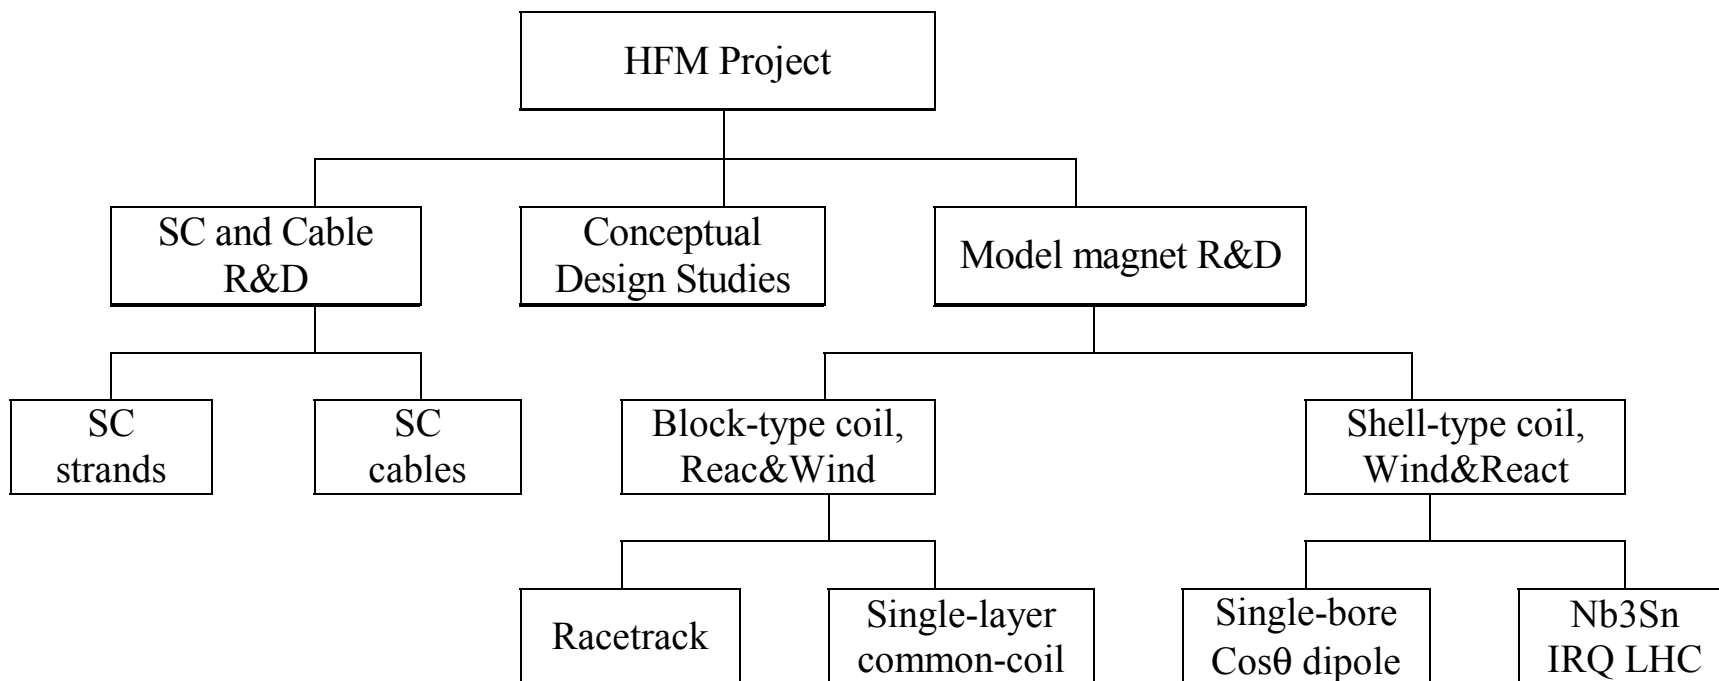 HFM Project
SC and Cable
R&D
Conceptual
Design Studies
Model magnet R&D
SC
strands
SC
cables
Block-type coil,
Reac&Wind
Shell-type coil,
Wind&React
Racetrack
Single-layer
common-coil
Single-bore
Cosθ dipole
Nb3Sn
IRQ LHC